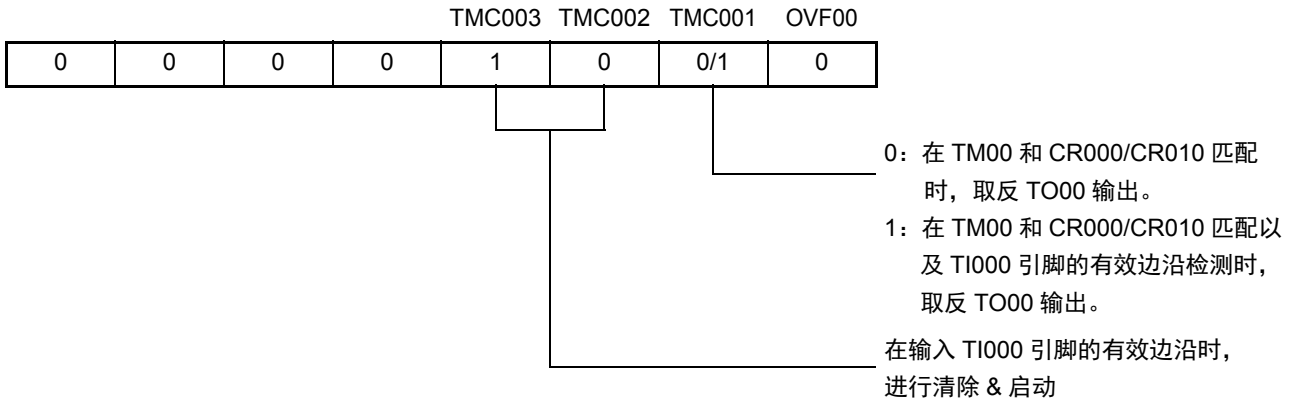 TMC003 TMC002 TMC001 OVF00
0 0 0 0 1 0 0/1 0
0：在 TM00 和 CR000/CR010 匹配
时，取反 TO00 输出。
1：在 TM00 和 CR000/CR010 匹配以
及 TI000 引脚的有效边沿检测时，
取反 TO00 输出。
在输入 TI000 引脚的有效边沿时，
进行清除 & 启动